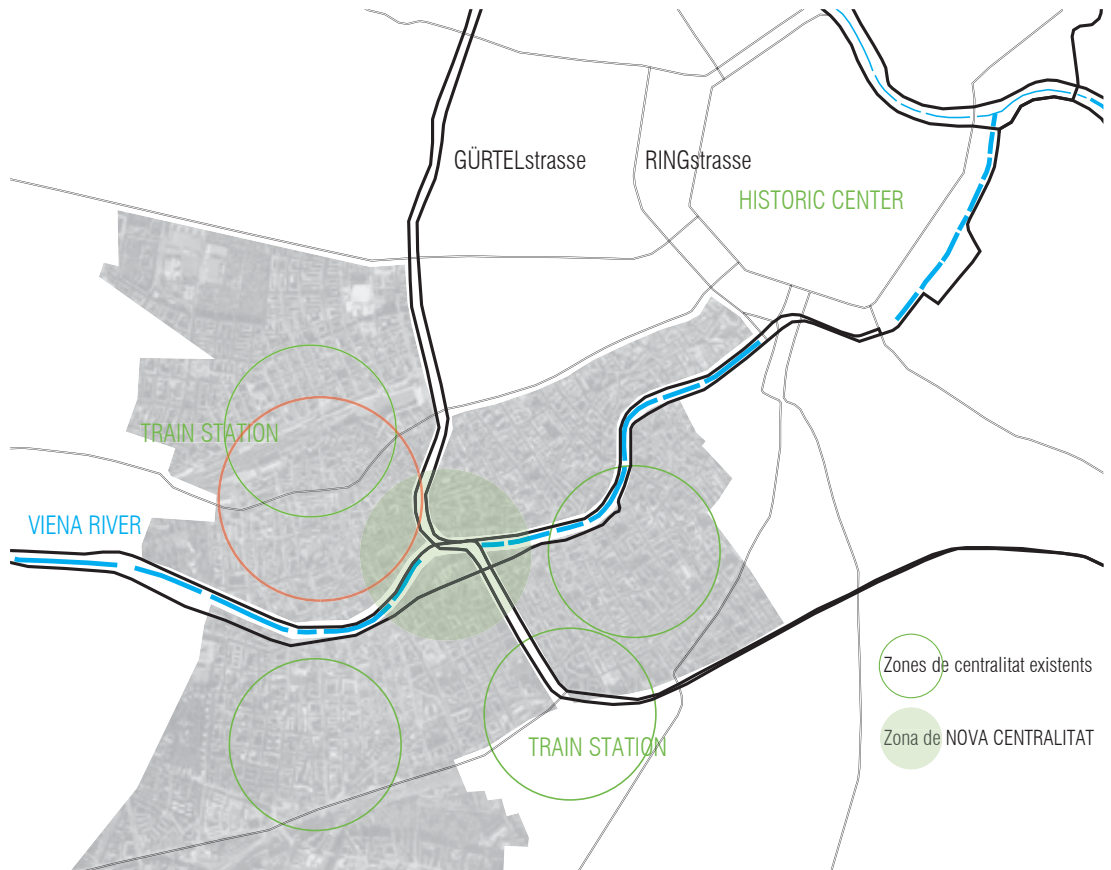 GÜRTELstrasse
RINGstrasse
HISTORIC CENTER
TRAIN STATION
VIENA RIVER
Zones de centralitat existents
Zona de NOVA CENTRALITAT
TRAIN STATION